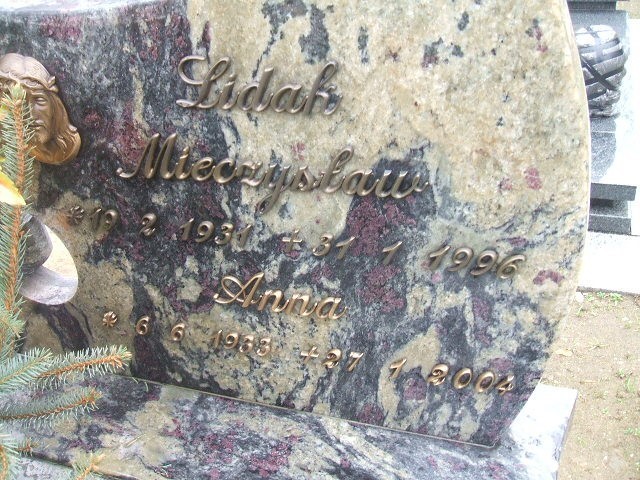 Lidak
Mieczysław
*19 2 1931 +31 1 1996
Anna
* 6 6 1933 +27 1 2004